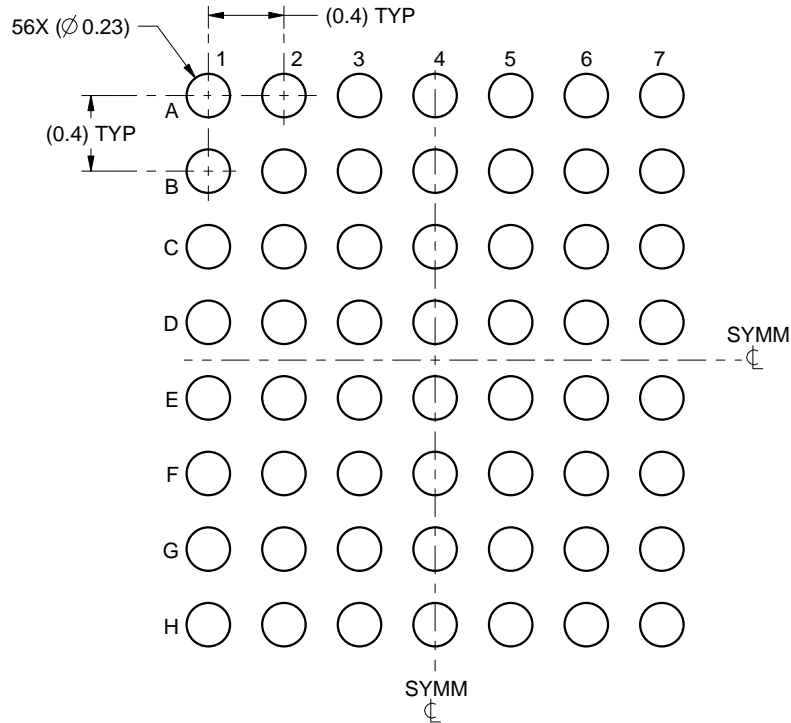 (0.4) TYP
56X (∅ 0.23)
1 2 3 4 5 6 7
A
(0.4) TYP
B
C
D
SYMM
℄
E
F
G
H
SYMM
℄